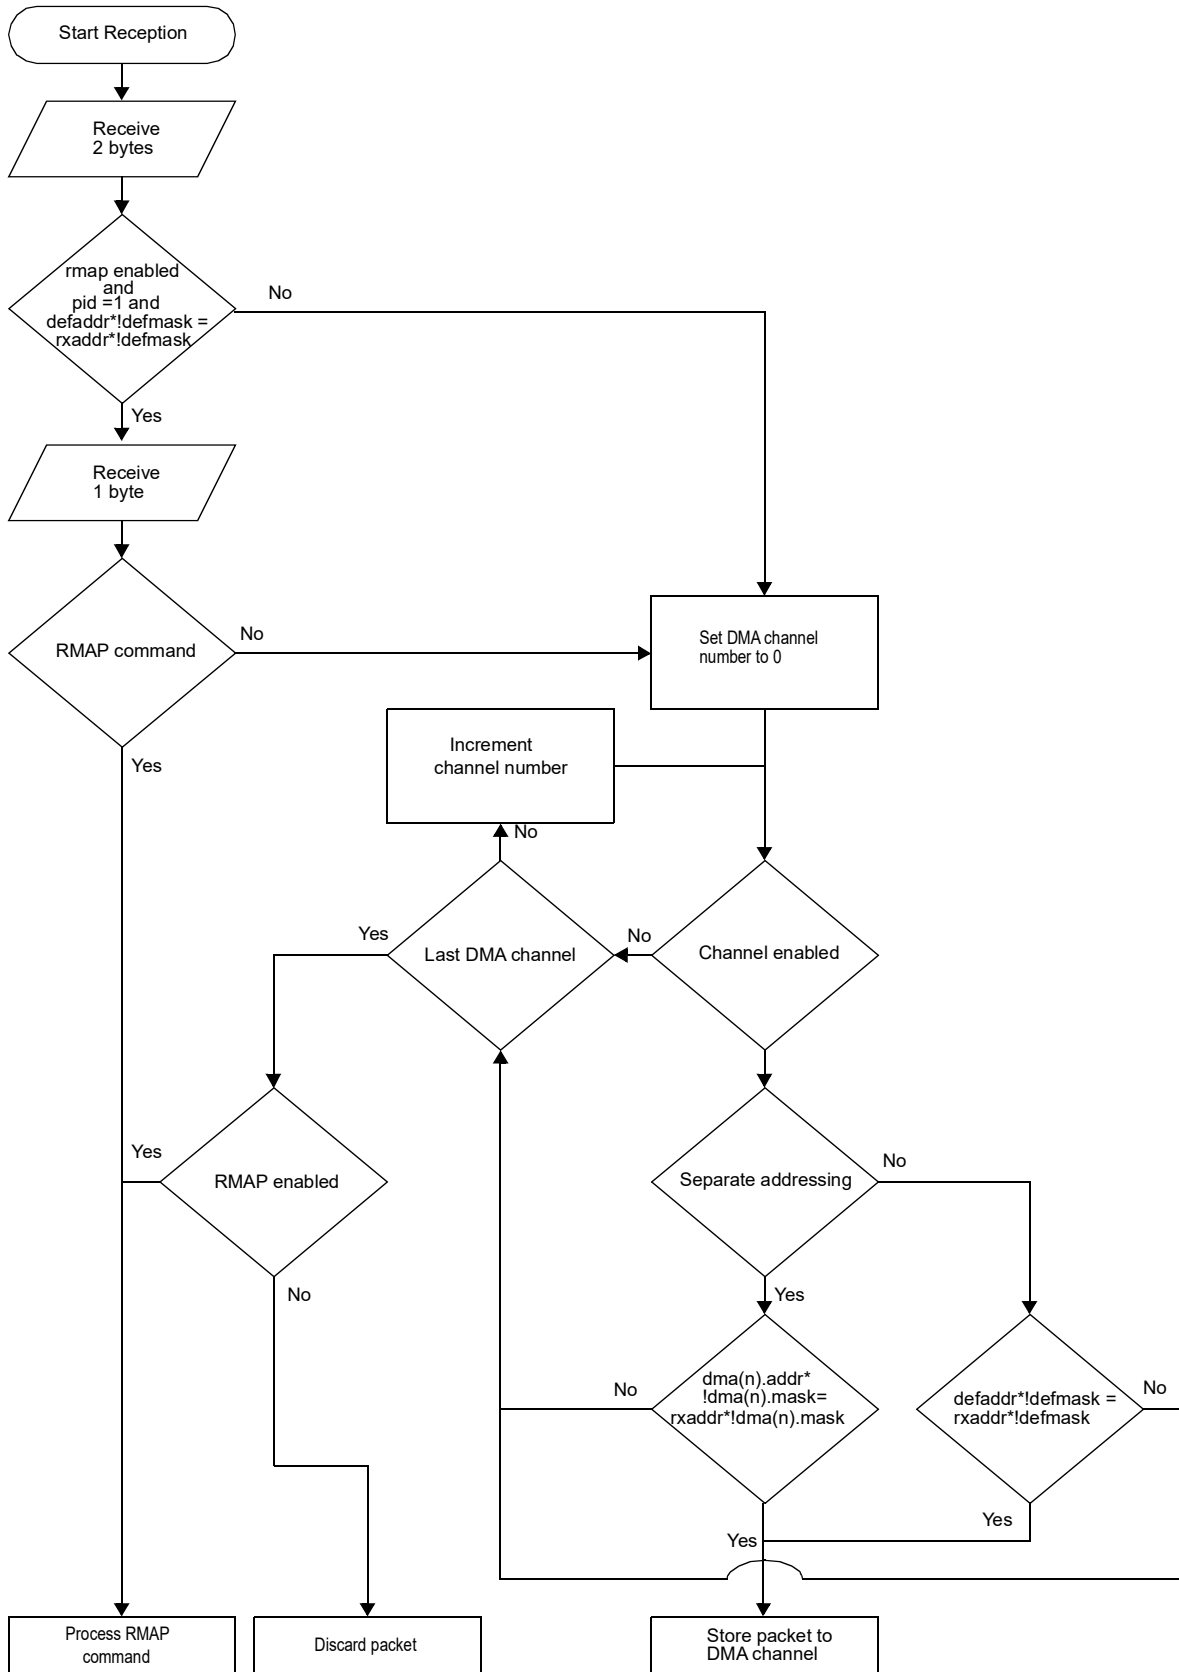 Start Reception
Receive
2 bytes
rmap enabled
and
pid =1 and
defaddr*!defmask =
rxaddr*!defmask
No
Yes
Receive
1 byte
RMAP command
No
Yes
Set DMA channel
number to 0
Increment
channel number
No
Last DMA channel
Yes
No
Channel enabled
RMAP enabled
Yes
No
Separate addressing
No
Yes
dma(n).addr*
!dma(n).mask=
rxaddr*!dma(n).mask
No
Yes
defaddr*!defmask =
rxaddr*!defmask
No
Yes
Process RMAP
command
Discard packet
Store packet to
DMA channel